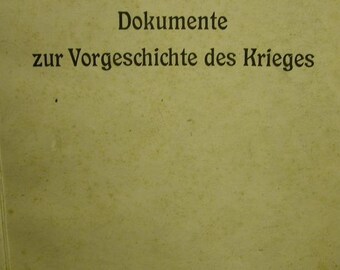 Dokumente
zur Vorgeschichte des Krieges